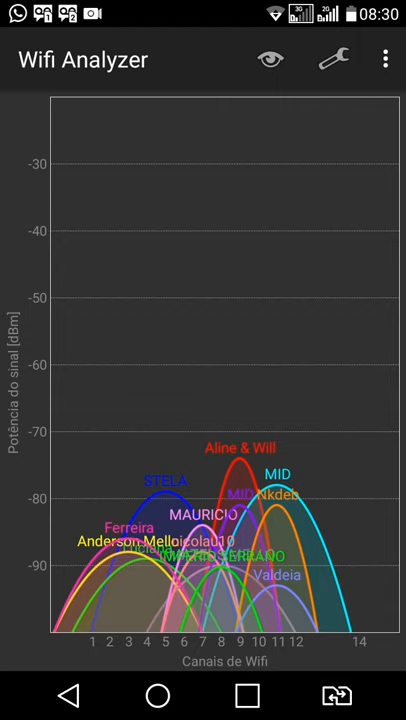 08:30
Wifi Analyzer
-30
-40
-50
-60
-70
-80
-90
Potência do sinal [dBm]
Aline & Will
MID
STELA
MID
Nkdeb
MAURICIO
Ferreira
Anderson Mello
Valdeia
1 2 3 4 5 6 7 8 9 10 11 12 14
Canais de Wifi